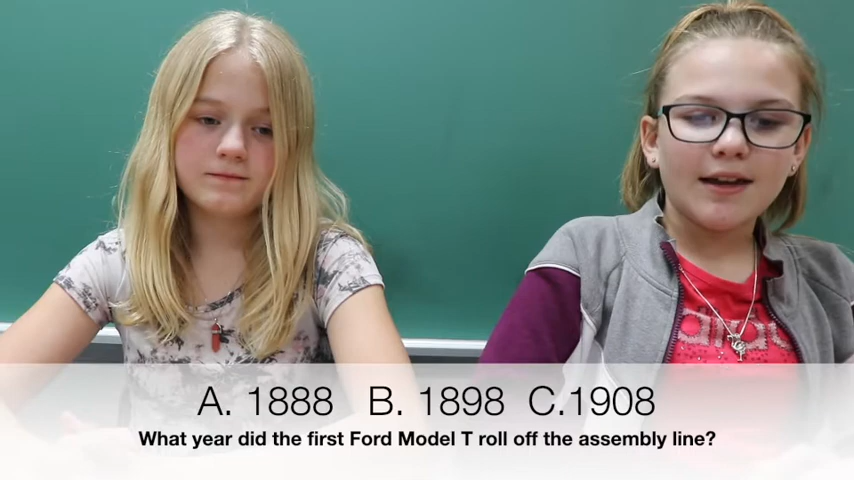 A. 1888 B. 1898 C.1908
What year did the first Ford Model T roll off the assembly line?